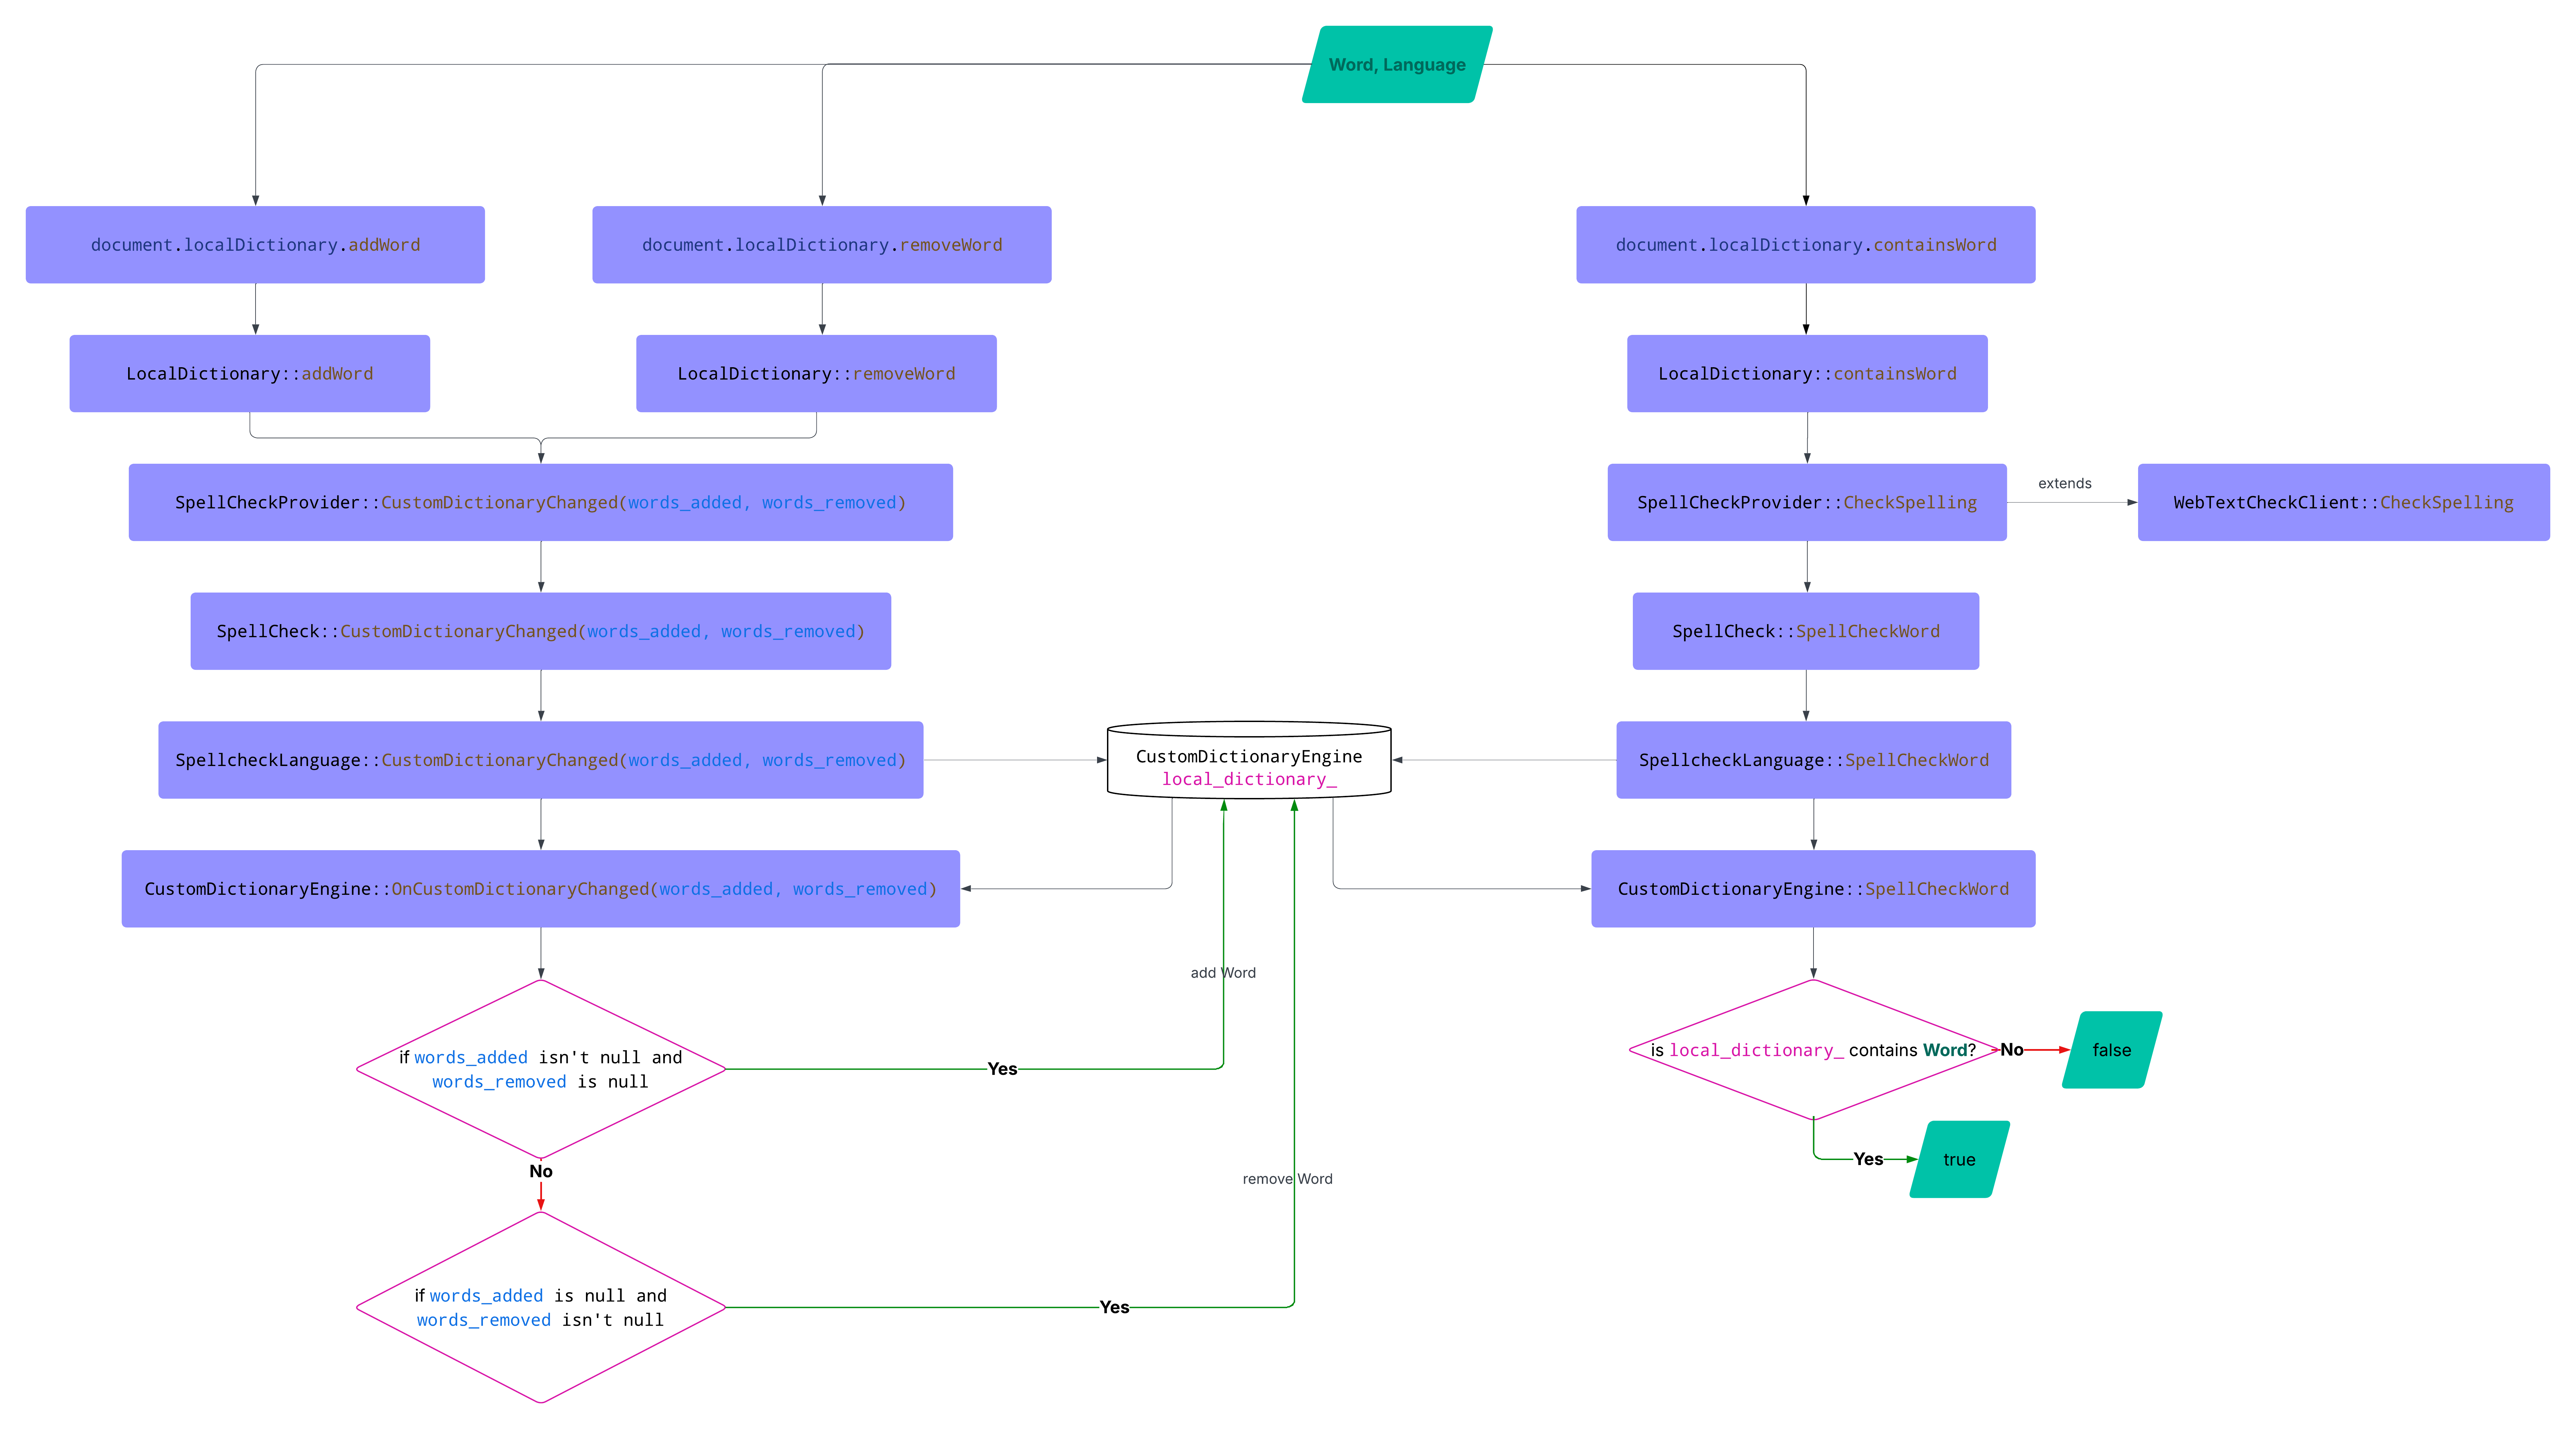 Word, Language
document.localDictionary.addWord
document.localDictionary.removeWord
document.localDictionary.containsWord
LocalDictionary::addWord
LocalDictionary::removeWord
LocalDictionary::containsWord
SpellCheckProvider::CustomDictionaryChanged(words_added, words_removed)
SpellCheckProvider::CheckSpelling
extends
WebTextCheckClient::CheckSpelling
SpellCheck::CustomDictionaryChanged(words_added, words_removed)
SpellCheck::SpellCheckWord
SpellcheckLanguage::CustomDictionaryChanged(words_added, words_removed)
CustomDictionaryEngine
local_dictionary_
SpellcheckLanguage::SpellCheckWord
CustomDictionaryEngine::OnCustomDictionaryChanged(words_added, words_removed)
CustomDictionaryEngine::SpellCheckWord
add Word
if words_added isn't null and
words_removed is null
Yes
is local_dictionary_ contains Word?
No
false
Yes
true
No
remove Word
if words_added is null and
words_removed isn't null
Yes